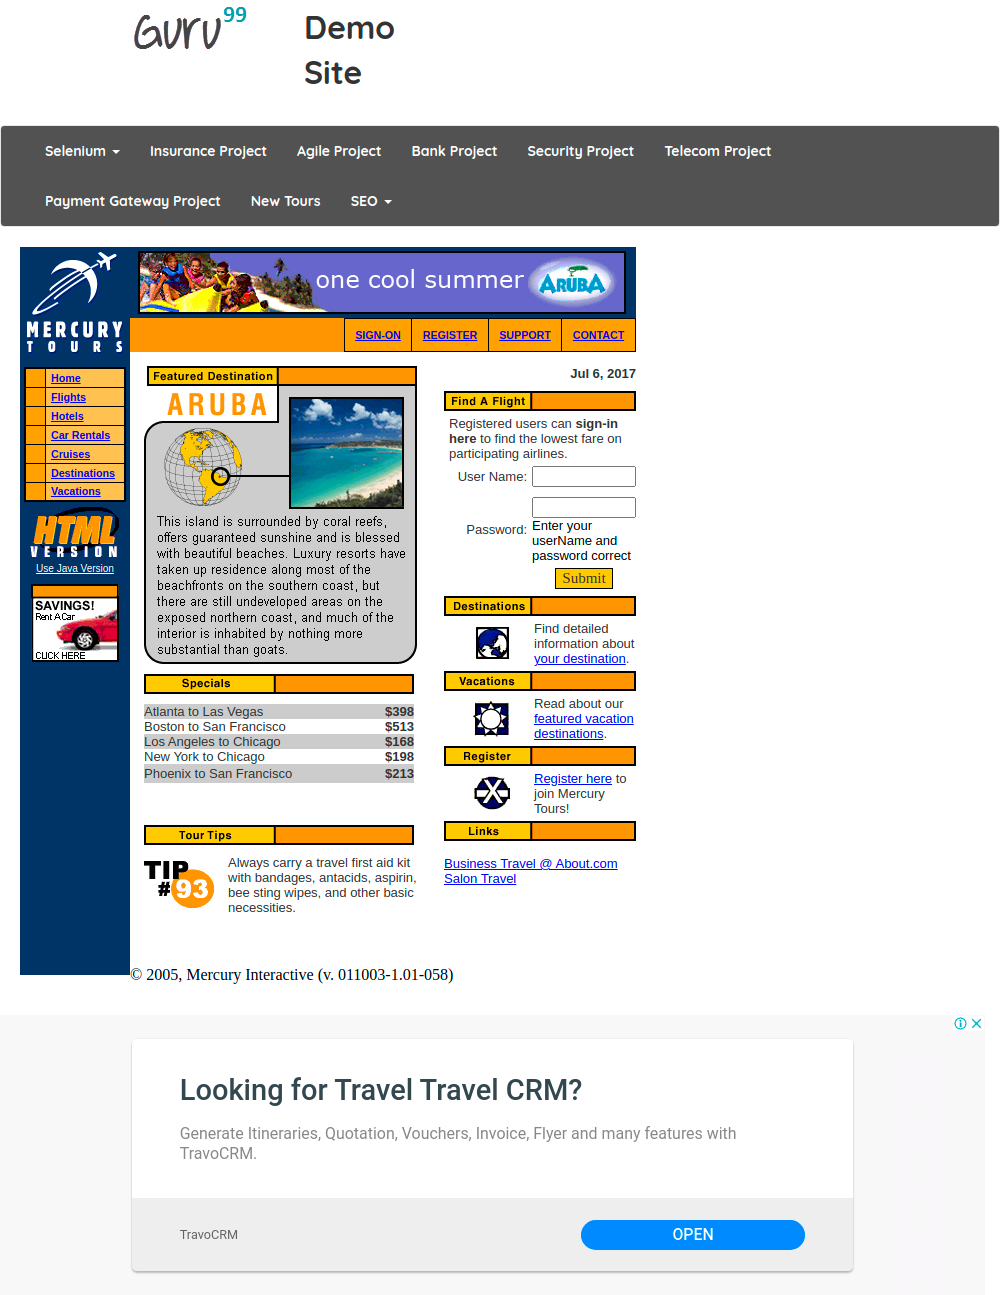 Guru99
Demo
Site
Selenium
Insurance Project
Agile Project
Bank Project
Security Project
Telecom Project
Payment Gateway Project
New Tours
SEO
MERCURY
TOURS
one cool summer
ARUBA
SIGN-ON
REGISTER
SUPPORT
CONTACT
Home
Flights
Hotels
Car Rentals
Cruises
Destinations
Vacations
HTML
VERSION
Use Java Version
SAVINGS!
Rent A Car
CLICK HERE
Featured Destination
ARUBA
This island is surrounded by coral reefs,
offers guaranteed sunshine and is blessed
with beautiful beaches. Luxury resorts have
taken up residence along most of the
beachfronts on the southern coast, but
there are still undeveloped areas on the
exposed northern coast, and much of the
interior is inhabited by nothing more
substantial than goats.
Specials
Atlanta to Las Vegas $398
Boston to San Francisco $513
Los Angeles to Chicago $168
New York to Chicago $198
Phoenix to San Francisco $213
Tour Tips
TIP
#93
Always carry a travel first aid kit
with bandages, antacids, aspirin,
bee sting wipes, and other basic
necessities.
Jul 6, 2017
Find A Flight
Registered users can sign-in
here to find the lowest fare on
participating airlines.
User Name:
Password:
Enter your
userName and
password correct
Submit
Destinations
Find detailed
information about
your destination.
Vacations
Read about our
featured vacation
destinations.
Register
Register here to
join Mercury
Tours!
Links
Business Travel @ About.com
Salon Travel
© 2005, Mercury Interactive (v. 011003-1.01-058)
Looking for Travel Travel CRM?
Generate Itineraries, Quotation, Vouchers, Invoice, Flyer and many features with
TravoCRM.
TravoCRM
OPEN